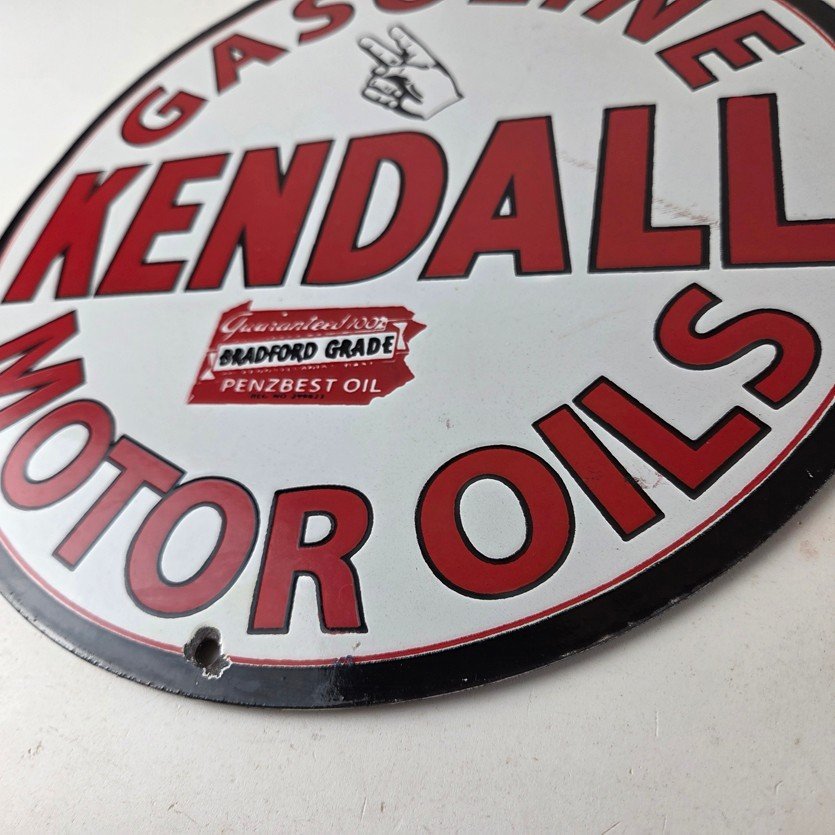 GASOLINE
KENDALL
Guaranteed 100%
BRADFORD GRADE
PENZBEST OIL
MOTOR OILS